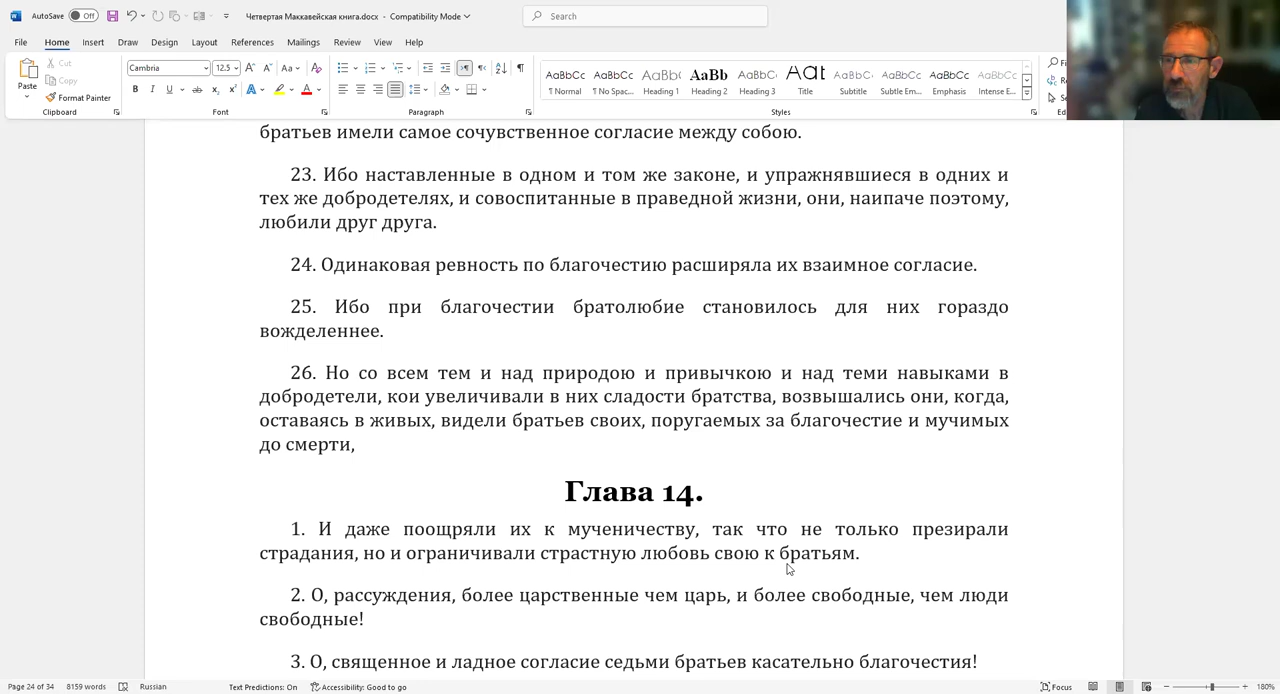 AutoSave Off Четвертая Маккавейская книга.docx - Compatibility Mode Search
File Home Insert Draw Design Layout References Mailings Review View Help
Paste Cut Copy Format Painter
Cambria 12.5
AaBbCc AaBbCc AaBbCc AaBb AaBbCc AaBbCc AaBbCc AaBbCc AaBbCc
¶ Normal ¶ No Spac... Heading 1 Heading 2 Heading 3 Title Subtitle Subtle Em... Emphasis Intense E...
Clipboard Font Paragraph Styles
братьев имели самое сочувственное согласие между собою.
23. Ибо наставленные в одном и том же законе, и упражнявшиеся в одних и
тех же добродетелях, и совоспитанные в праведной жизни, они, наипаче поэтому,
любили друг друга.
24. Одинаковая ревность по благочестию расширяла их взаимное согласие.
25. Ибо при благочестии братолюбие становилось для них гораздо
вожделеннее.
26. Но со всем тем и над природою и привычкою и над теми навыками в
добродетели, кои увеличивали в них сладости братства, возвышались они, когда,
оставаясь в живых, видели братьев своих, поругаемых за благочестие и мучимых
до смерти,
Глава 14.
1. И даже поощряли их к мученичеству, так что не только презирали
страдания, но и ограничивали страстную любовь свою к братьям.
2. О, рассуждения, более царственные чем царь, и более свободные, чем люди
свободные!
3. О, священное и ладное согласие седьми братьев касательно благочестия!
Page 24 of 34 8159 words Russian Text Predictions: On Accessibility: Good to go Focus 180%